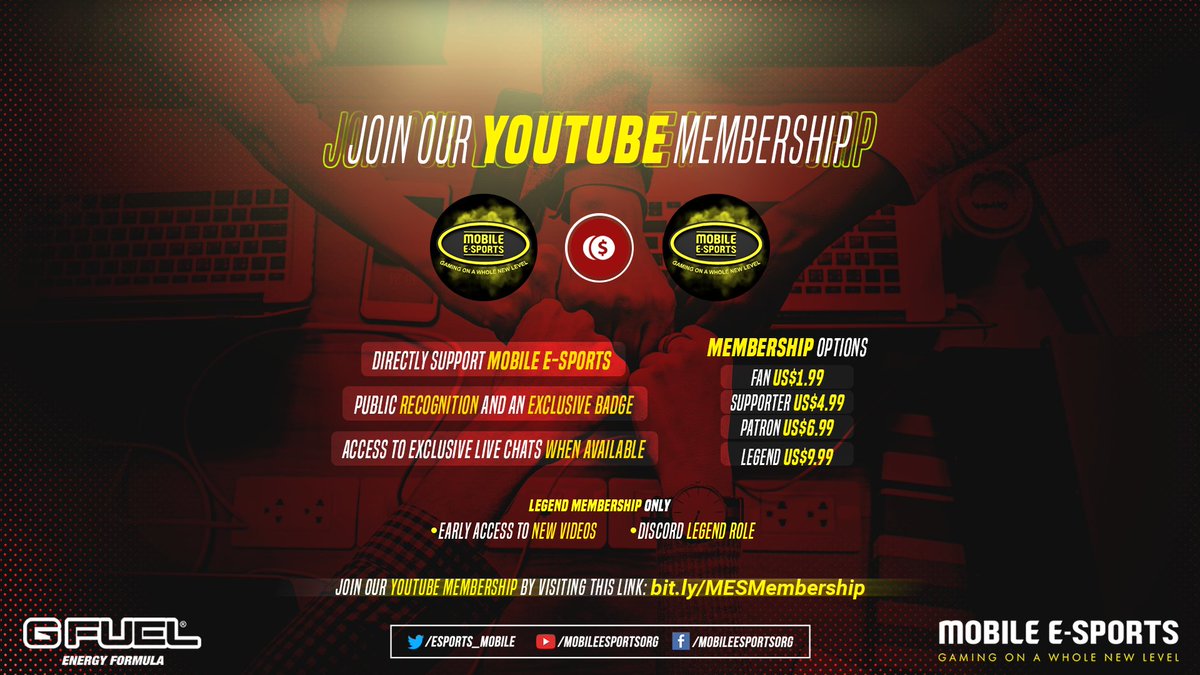 JOIN OUR YOUTUBE MEMBERSHIP
MOBILE
E-SPORTS
GAMING ON A WHOLE NEW LEVEL
$
MOBILE
E-SPORTS
GAMING ON A WHOLE NEW LEVEL
DIRECTLY SUPPORT MOBILE E-SPORTS
PUBLIC RECOGNITION AND AN EXCLUSIVE BADGE
ACCESS TO EXCLUSIVE LIVE CHATS WHEN AVAILABLE
MEMBERSHIP OPTIONS
FAN US$1.99
SUPPORTER US$4.99
PATRON US$6.99
LEGEND US$9.99
LEGEND MEMBERSHIP ONLY
•EARLY ACCESS TO NEW VIDEOS
•DISCORD LEGEND ROLE
JOIN OUR YOUTUBE MEMBERSHIP BY VISITING THIS LINK: bit.ly/MESMembership
G FUEL®
ENERGY FORMULA
/ESPORTS_MOBILE
/MOBILEESPORTSORG
/MOBILEESPORTSORG
MOBILE E-SPORTS
GAMING ON A WHOLE NEW LEVEL